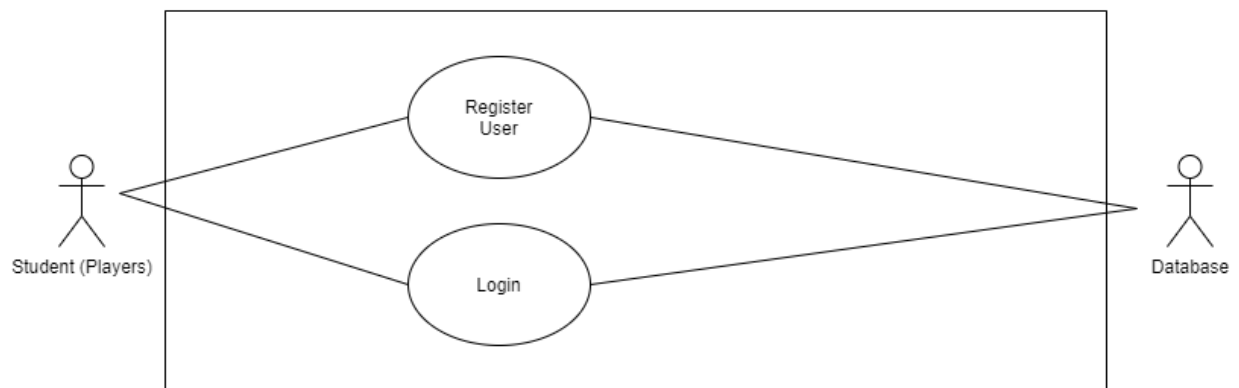 Register
User
Student (Players)
Login
Database